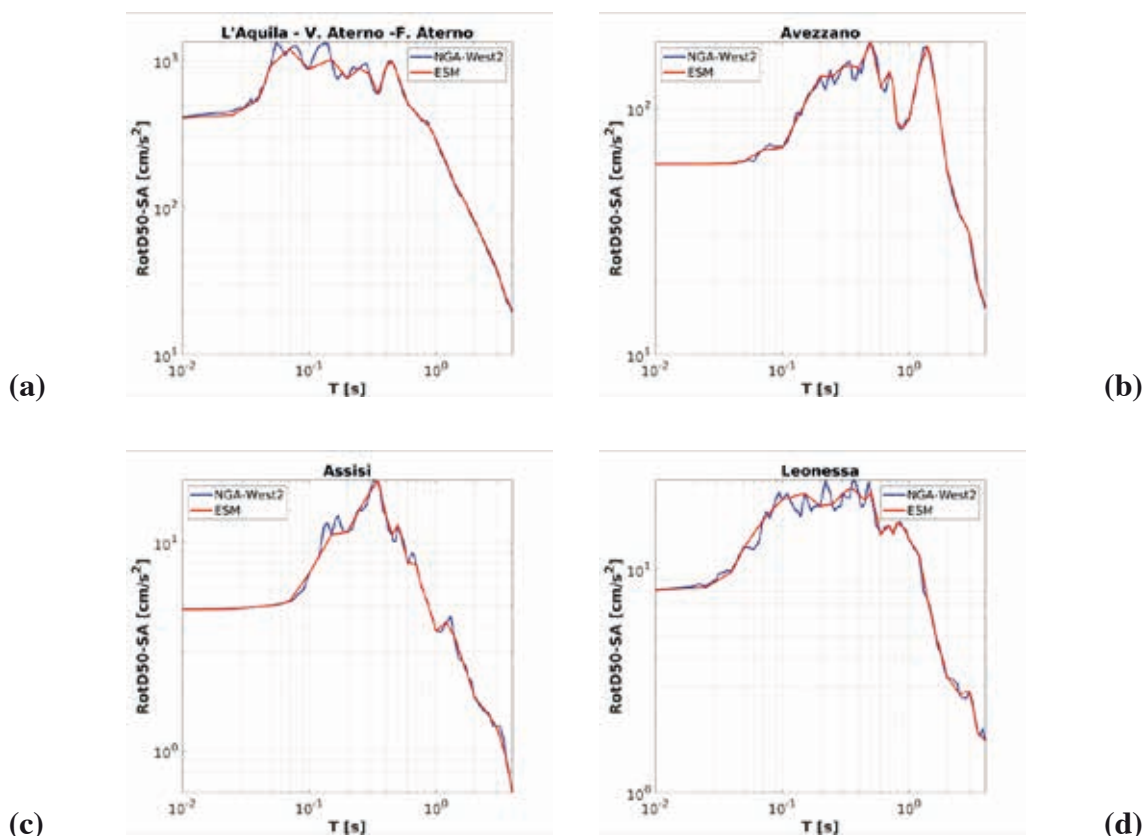 L'Aquila - V. Aterno -F. Aterno
NGA-West2
ESM
RotD50-SA [cm/s²]
10³
10²
10¹
10⁻² 10⁻¹ 10⁰
T [s]
(a)
Avezzano
NGA-West2
ESM
RotD50-SA [cm/s²]
10²
10¹
10⁻² 10⁻¹ 10⁰
T [s]
(b)
Assisi
NGA-West2
ESM
RotD50-SA [cm/s²]
10¹
10⁰
10⁻² 10⁻¹ 10⁰
T [s]
(c)
Leonessa
NGA-West2
ESM
RotD50-SA [cm/s²]
10¹
10⁰
10⁻² 10⁻¹ 10⁰
T [s]
(d)